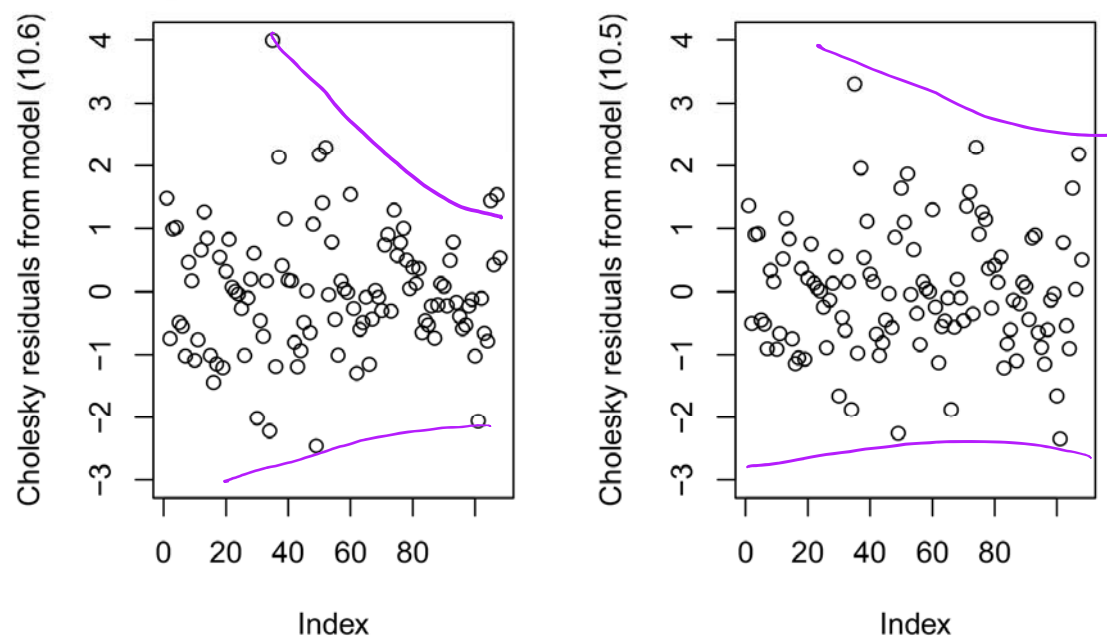 Cholesky residuals from model (10.6)
4
3
2
1
0
−1
−2
−3
0 20 40 60 80
Index
Cholesky residuals from model (10.5)
4
3
2
1
0
−1
−2
−3
0 20 40 60 80
Index